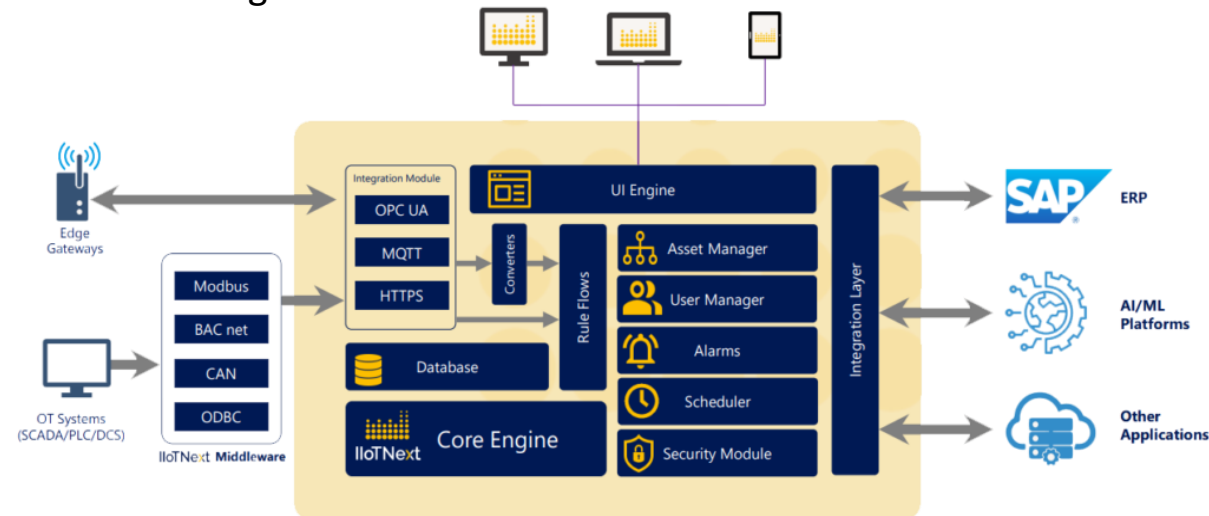 Edge
Gateways
OT Systems
(SCADA/PLC/DCS)
Modbus
BAC net
CAN
ODBC
IIoTNext Middleware
Integration Module
OPC UA
MQTT
HTTPS
Converters
Rule Flows
Database
IIoTNext
Core Engine
UI Engine
Asset Manager
User Manager
Alarms
Scheduler
Security Module
Integration Layer
SAP
ERP
AI/ML
Platforms
Other
Applications